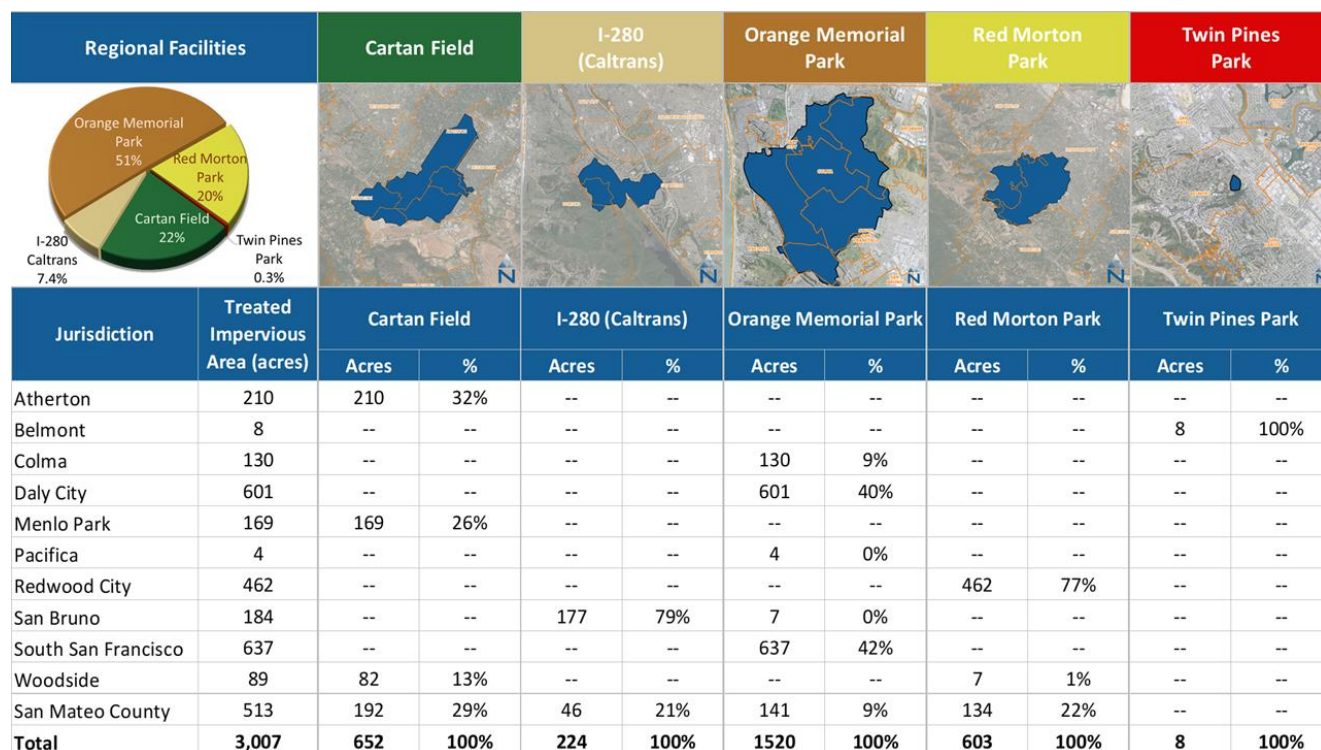 Regional Facilities
Cartan Field
I-280
(Caltrans)
Orange Memorial
Park
Red Morton
Park
Twin Pines
Park
Orange Memorial
Park
51%
Red Morton
Park
20%
Cartan Field
22%
I-280
Caltrans
7.4%
Twin Pines
Park
0.3%
N
N
N
N
N
Jurisdiction
Treated
Impervious
Area (acres)
Cartan Field
I-280 (Caltrans)
Orange Memorial Park
Red Morton Park
Twin Pines Park
Acres % Acres % Acres % Acres % Acres %
Atherton 210 210 32% -- -- -- -- -- -- -- --
Belmont 8 -- -- -- -- -- -- -- -- 8 100%
Colma 130 -- -- -- -- 130 9% -- -- -- --
Daly City 601 -- -- -- -- 601 40% -- -- -- --
Menlo Park 169 169 26% -- -- -- -- -- -- -- --
Pacifica 4 -- -- -- -- 4 0% -- -- -- --
Redwood City 462 -- -- -- -- -- -- 462 77% -- --
San Bruno 184 -- -- 177 79% 7 0% -- -- -- --
South San Francisco 637 -- -- -- -- 637 42% -- -- -- --
Woodside 89 82 13% -- -- -- -- 7 1% -- --
San Mateo County 513 192 29% 46 21% 141 9% 134 22% -- --
Total 3,007 652 100% 224 100% 1520 100% 603 100% 8 100%